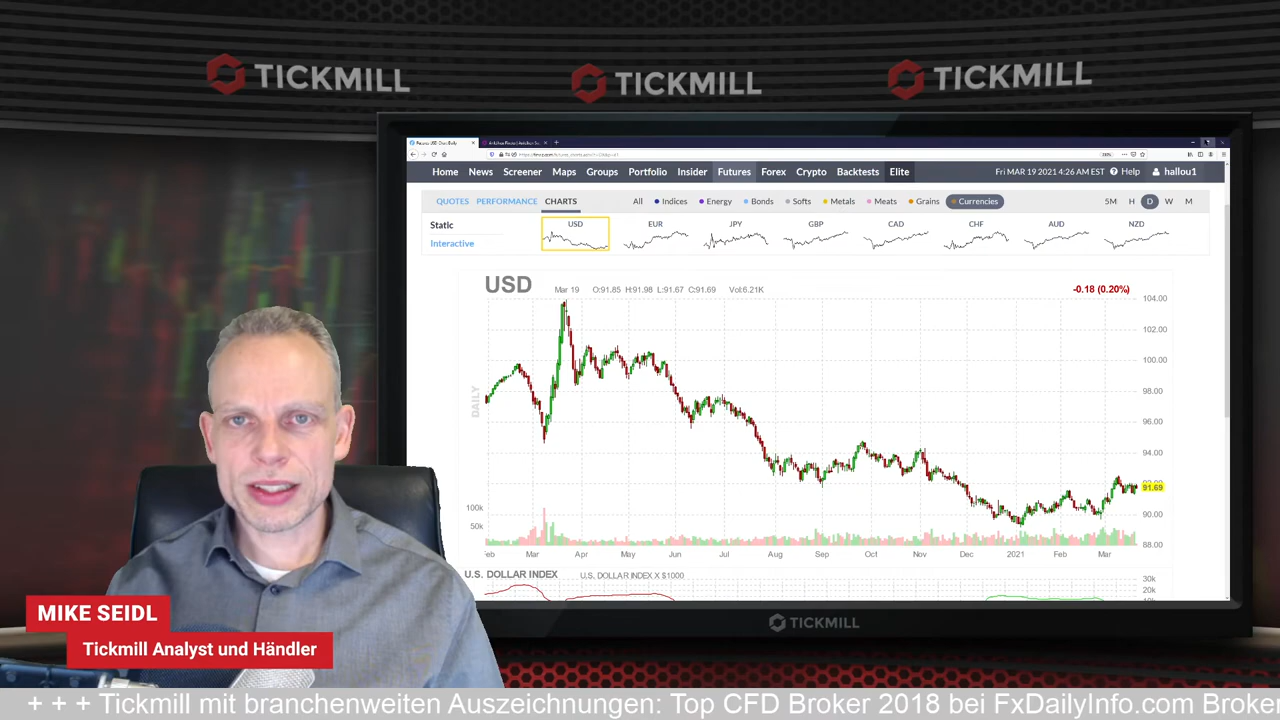 TICKMILL
TICKMILL
TICKMILL
Home News Screener Maps Groups Portfolio Insider Futures Forex Crypto Backtests Elite
Fri MAR 19 2021 4:26 AM EST Help hallou1
QUOTES PERFORMANCE CHARTS All Indices Energy Bonds Softs Metals Meats Grains Currencies 5M H D W M
Static USD EUR JPY GBP CAD CHF AUD NZD
Interactive
USD Mar 19 O:91.85 H:91.98 L:91.67 C:91.69 Vol:6.21K -0.18 (0.20%)
104.00
102.00
100.00
DAILY
98.00
96.00
94.00
91.69
100k
90.00
50k
88.00
Mar Apr May Jun Jul Aug Sep Oct Nov Dec 2021 Feb Mar
U.S. DOLLAR INDEX U.S. DOLLAR INDEX X $1000
30k
20k
TICKMILL
MIKE SEIDL
Tickmill Analyst und Händler
+ + + Tickmill mit branchenweiten Auszeichnungen: Top CFD Broker 2018 bei FxDailyInfo.com Broker